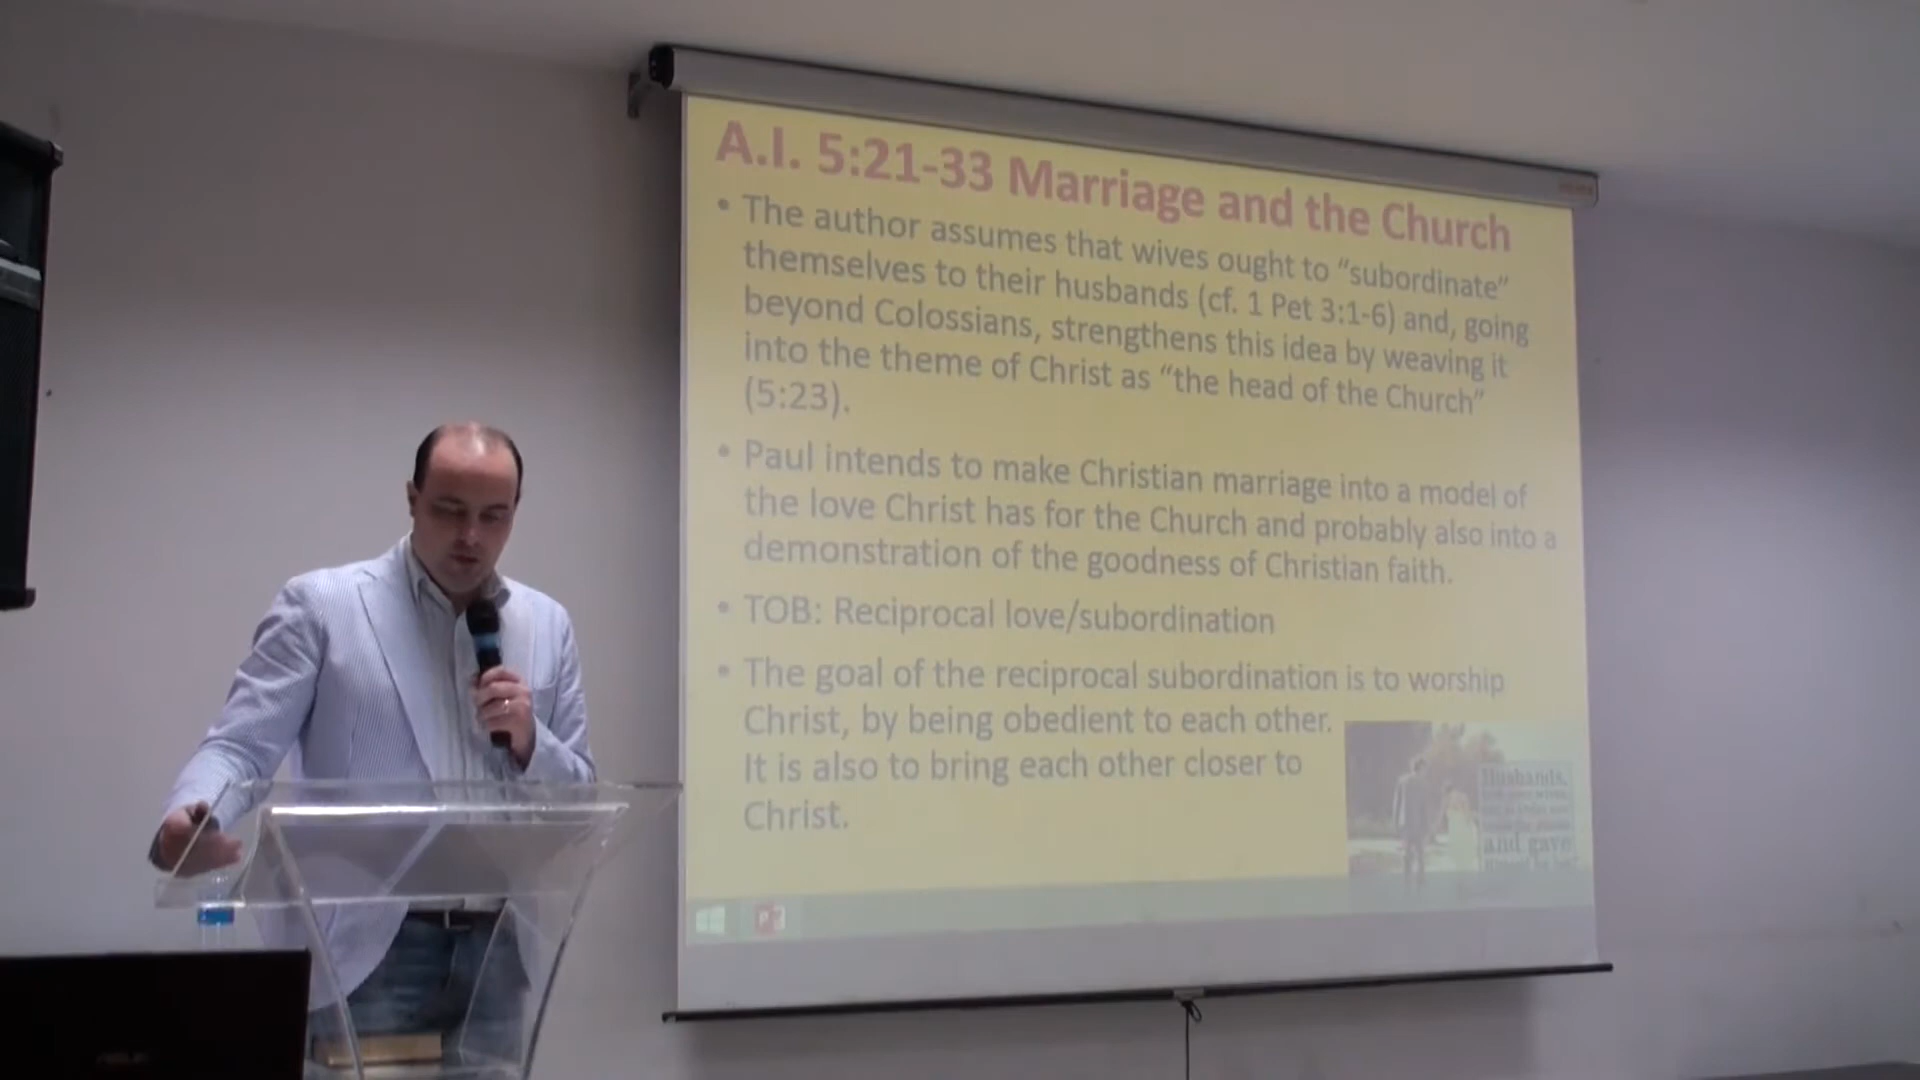 A.I. 5:21-33 Marriage and the Church
• The author assumes that wives ought to “subordinate”
themselves to their husbands (cf. 1 Pet 3:1-6) and, going
beyond Colossians, strengthens this idea by weaving it
into the theme of Christ as “the head of the Church”
(5:23).
• Paul intends to make Christian marriage into a model of
the love Christ has for the Church and probably also into a
demonstration of the goodness of Christian faith.
• TOB: Reciprocal love/subordination
• The goal of the reciprocal subordination is to worship
Christ, by being obedient to each other.
It is also to bring each other closer to
Christ.
Husbands,
and gave
ASUS